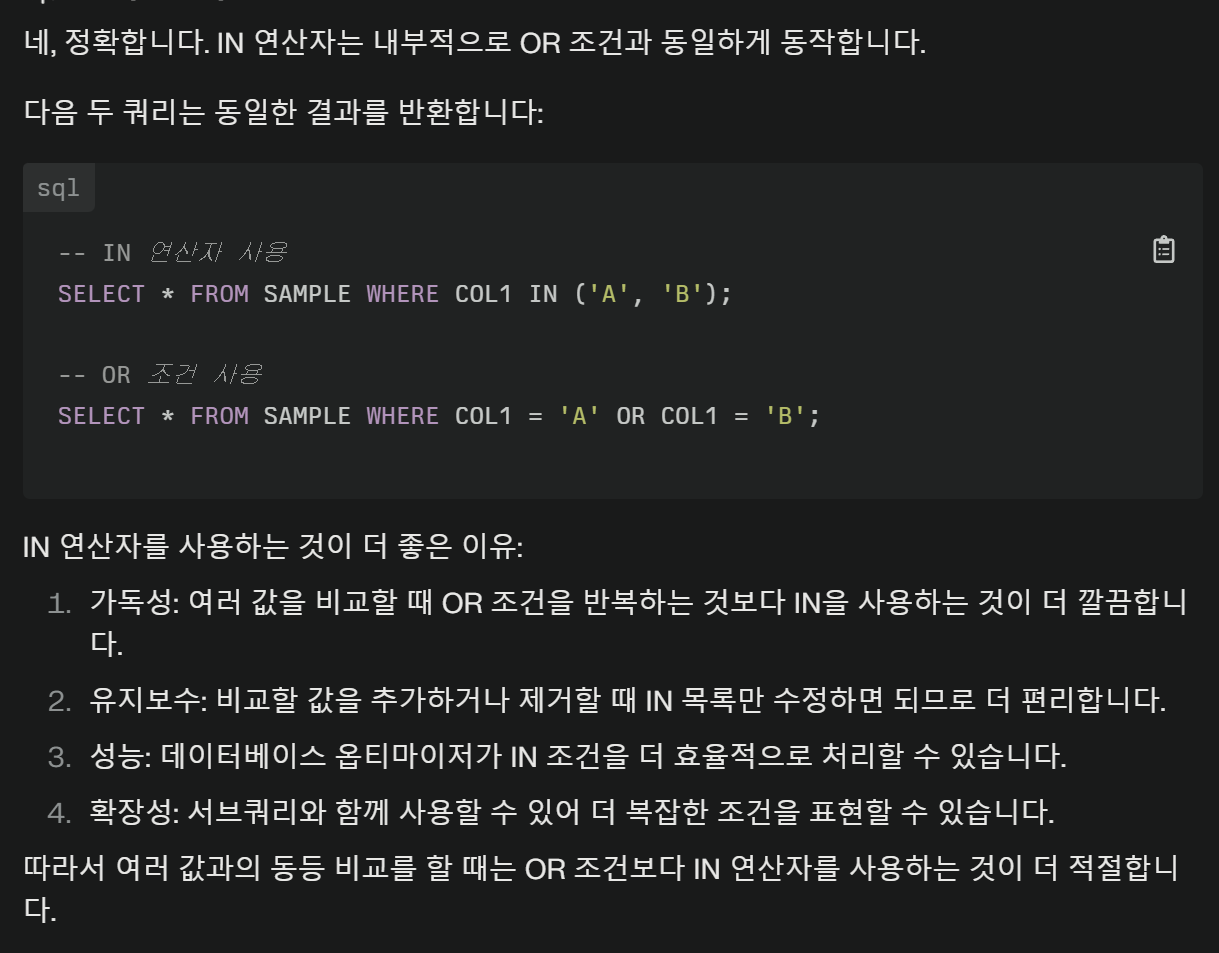 네, 정확합니다. IN 연산자는 내부적으로 OR 조건과 동일하게 동작합니다.
다음 두 쿼리는 동일한 결과를 반환합니다:
sql
-- IN 연산자 사용
SELECT * FROM SAMPLE WHERE COL1 IN ('A', 'B');
-- OR 조건 사용
SELECT * FROM SAMPLE WHERE COL1 = 'A' OR COL1 = 'B';
IN 연산자를 사용하는 것이 더 좋은 이유:
1. 가독성: 여러 값을 비교할 때 OR 조건을 반복하는 것보다 IN을 사용하는 것이 더 깔끔합니
다.
2. 유지보수: 비교할 값을 추가하거나 제거할 때 IN 목록만 수정하면 되므로 더 편리합니다.
3. 성능: 데이터베이스 옵티마이저가 IN 조건을 더 효율적으로 처리할 수 있습니다.
4. 확장성: 서브쿼리와 함께 사용할 수 있어 더 복잡한 조건을 표현할 수 있습니다.
따라서 여러 값과의 동등 비교를 할 때는 OR 조건보다 IN 연산자를 사용하는 것이 더 적절합니
다.